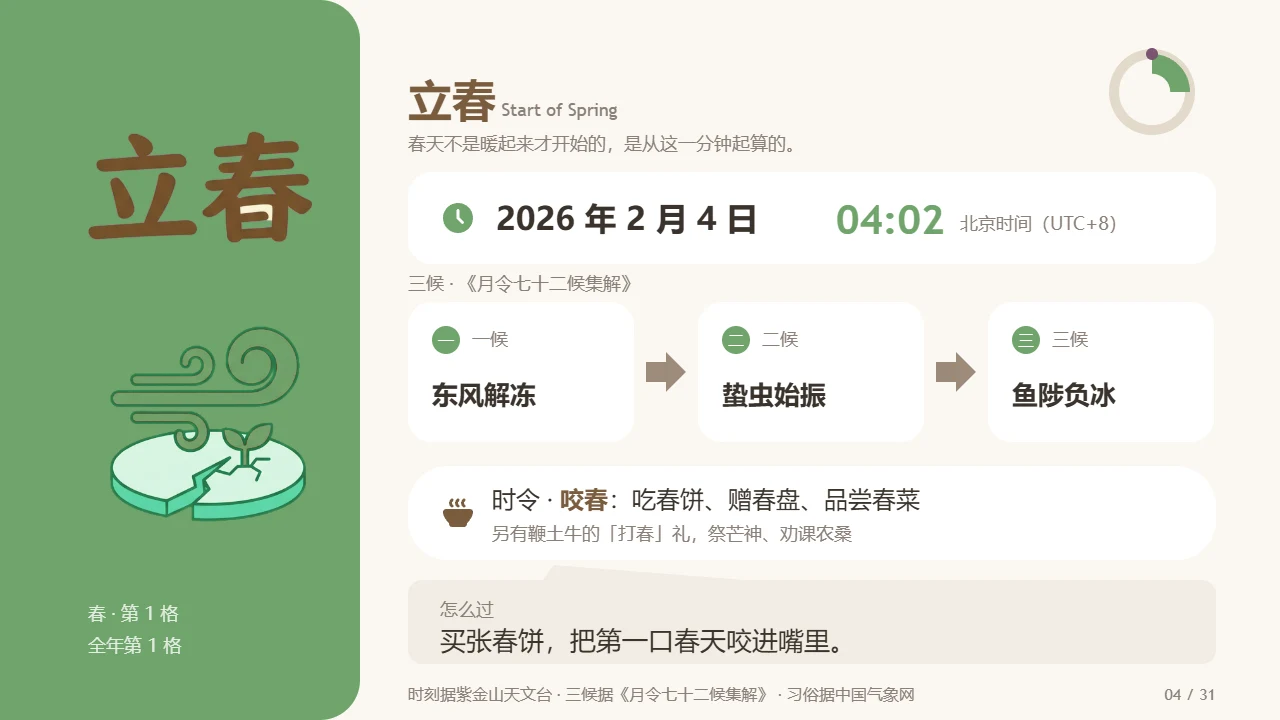 立春
春·第 1 格
全年第 1 格
立春 Start of Spring
春天不是暖起来才开始的，是从这一分钟起算的。
2026 年 2 月 4 日
04:02 北京时间（UTC+8）
三候·《月令七十二候集解》
一 一候
东风解冻
二 二候
蛰虫始振
三 三候
鱼陟负冰
时令·咬春：吃春饼、赠春盘、品尝春菜
另有鞭土牛的「打春」礼，祭芒神、劝课农桑
怎么过
买张春饼，把第一口春天咬进嘴里。
时刻据紫金山天文台·三候据《月令七十二候集解》·习俗据中国气象网
04 / 31